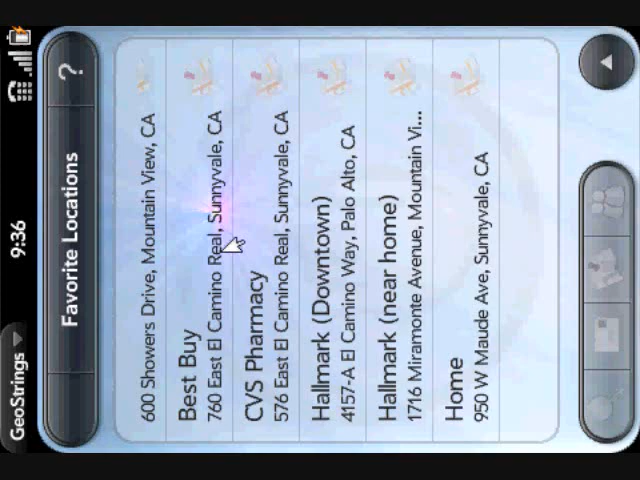 GeoStrings
9:36
Favorite Locations
?
600 Showers Drive, Mountain View, CA
Best Buy
760 East El Camino Real, Sunnyvale, CA
CVS Pharmacy
576 East El Camino Real, Sunnyvale, CA
Hallmark (Downtown)
4157-A El Camino Way, Palo Alto, CA
Hallmark (near home)
1716 Miramonte Avenue, Mountain Vi...
Home
950 W Maude Ave, Sunnyvale, CA